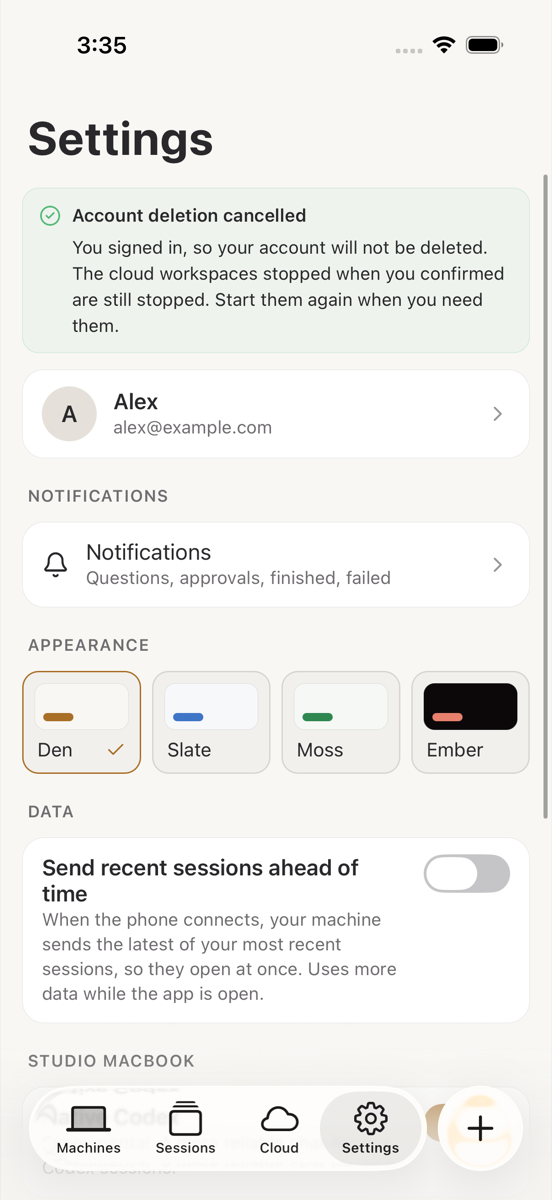 3:35
Settings
Account deletion cancelled
You signed in, so your account will not be deleted.
The cloud workspaces stopped when you confirmed
are still stopped. Start them again when you need
them.
A
Alex
alex@example.com
NOTIFICATIONS
Notifications
Questions, approvals, finished, failed
APPEARANCE
Den
Slate
Moss
Ember
DATA
Send recent sessions ahead of
time
When the phone connects, your machine
sends the latest of your most recent
sessions, so they open at once. Uses more
data while the app is open.
STUDIO MACBOOK
Machines
Sessions
Cloud
Settings